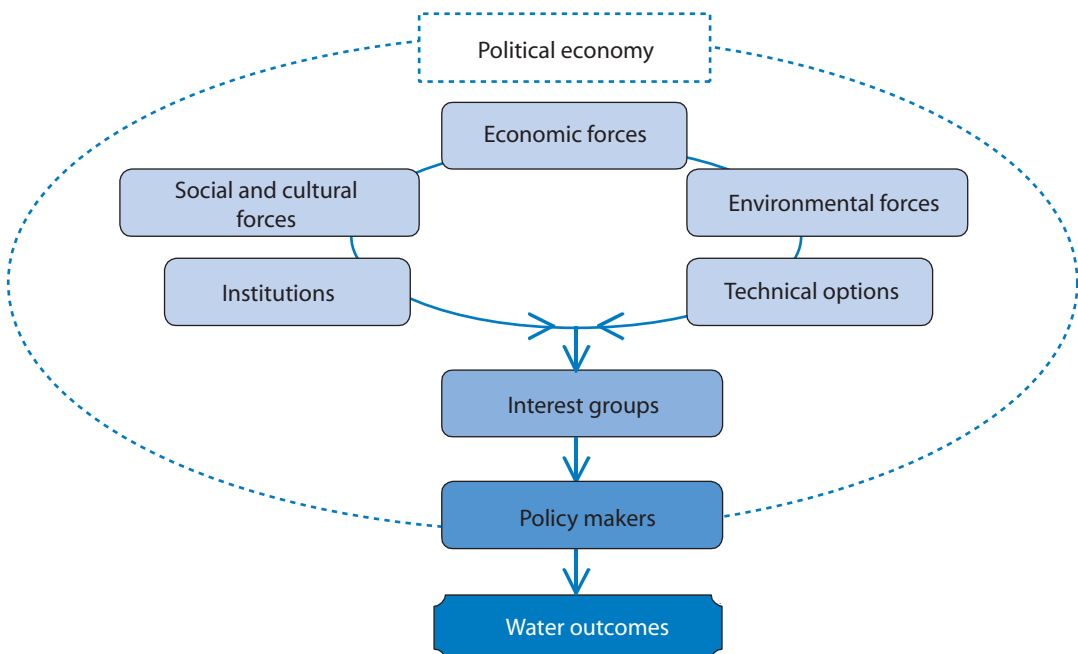 Political economy
Economic forces
Social and cultural
forces
Environmental forces
Institutions
Technical options
Interest groups
Policy makers
Water outcomes